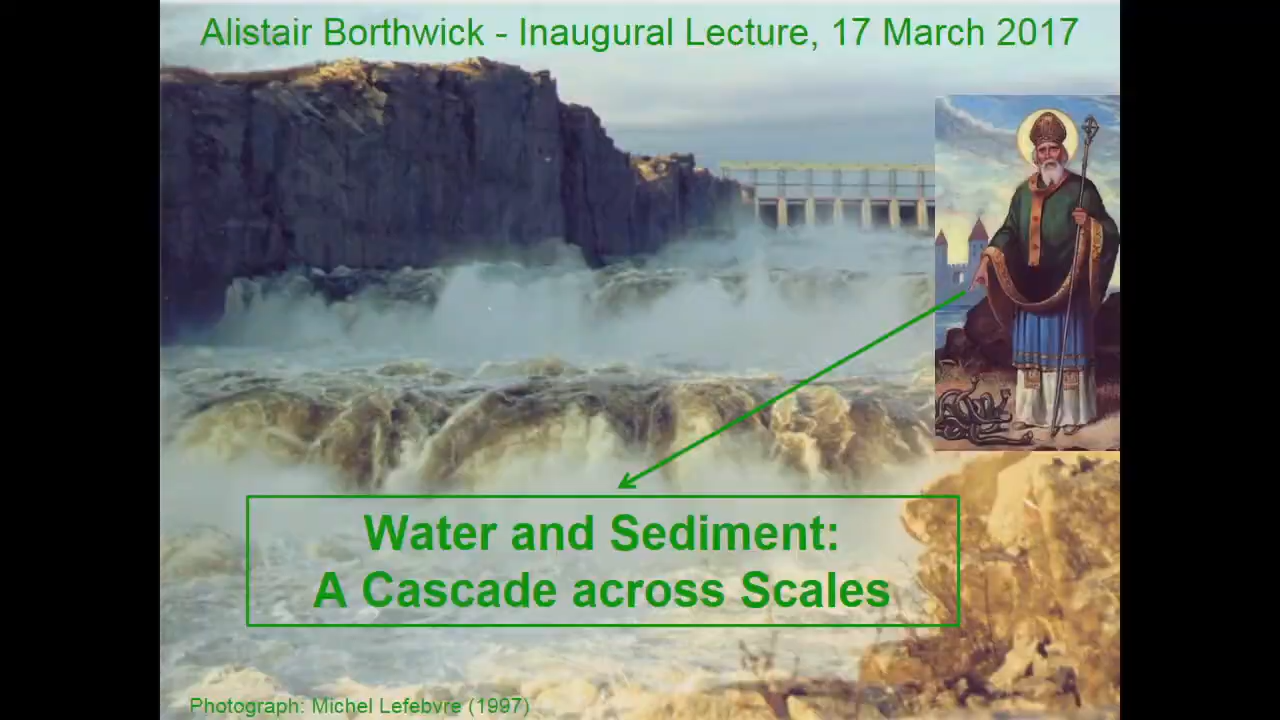 Alistair Borthwick - Inaugural Lecture, 17 March 2017
Water and Sediment:
A Cascade across Scales
Photograph: Michel Lefebvre (1997)